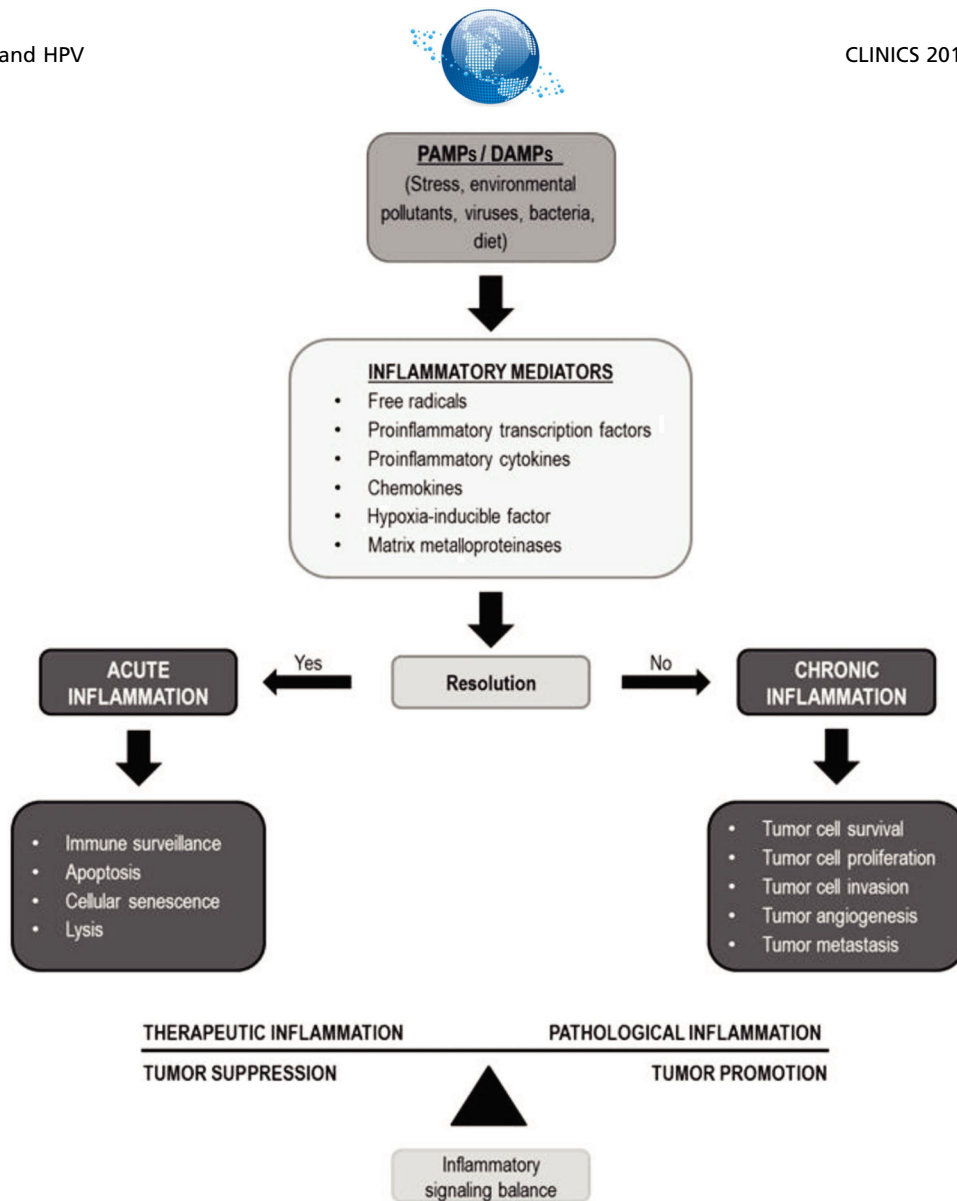 and HPV
CLINICS 201
PAMPs / DAMPs
(Stress, environmental
pollutants, viruses, bacteria,
diet)
INFLAMMATORY MEDIATORS
• Free radicals
• Proinflammatory transcription factors
• Proinflammatory cytokines
• Chemokines
• Hypoxia-inducible factor
• Matrix metalloproteinases
ACUTE
INFLAMMATION
Yes
Resolution
No
CHRONIC
INFLAMMATION
• Immune surveillance
• Apoptosis
• Cellular senescence
• Lysis
• Tumor cell survival
• Tumor cell proliferation
• Tumor cell invasion
• Tumor angiogenesis
• Tumor metastasis
THERAPEUTIC INFLAMMATION
PATHOLOGICAL INFLAMMATION
TUMOR SUPPRESSION
TUMOR PROMOTION
Inflammatory
signaling balance